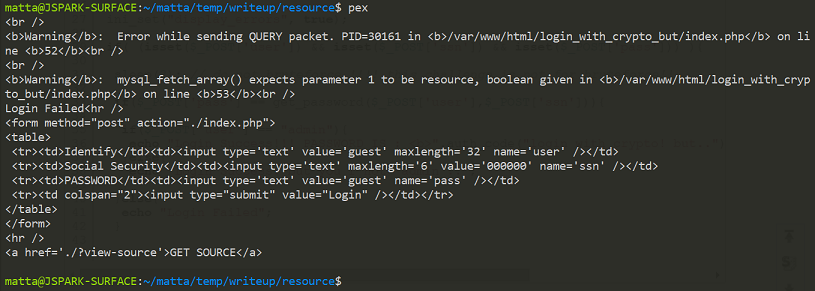 matta@JSPARK-SURFACE:~/matta/temp/writeup/resource$ pex
<br />
<b>Warning</b>:  Error while sending QUERY packet. PID=30161 in <b>/var/www/html/login_with_crypto_but/index.php</b> on li
ne <b>52</b><br />
<br />
<b>Warning</b>:  mysql_fetch_array() expects parameter 1 to be resource, boolean given in <b>/var/www/html/login_with_cryp
to_but/index.php</b> on line <b>53</b><br />
Login Failed<hr />
<form method="post" action="./index.php">
<table>
 <tr><td>Identify</td><td><input type='text' value='guest' maxlength='32' name='user' /></td>
 <tr><td>Social Security</td><td><input type='text' maxlength='6' value='000000' name='ssn' /></td>
 <tr><td>PASSWORD</td><td><input type='text' value='guest' name='pass' /></td>
 <tr><td colspan="2"><input type="submit" value="Login" /></td></tr>
</table>
</form>
<hr />
<a href='./?view-source'>GET SOURCE</a>
matta@JSPARK-SURFACE:~/matta/temp/writeup/resource$